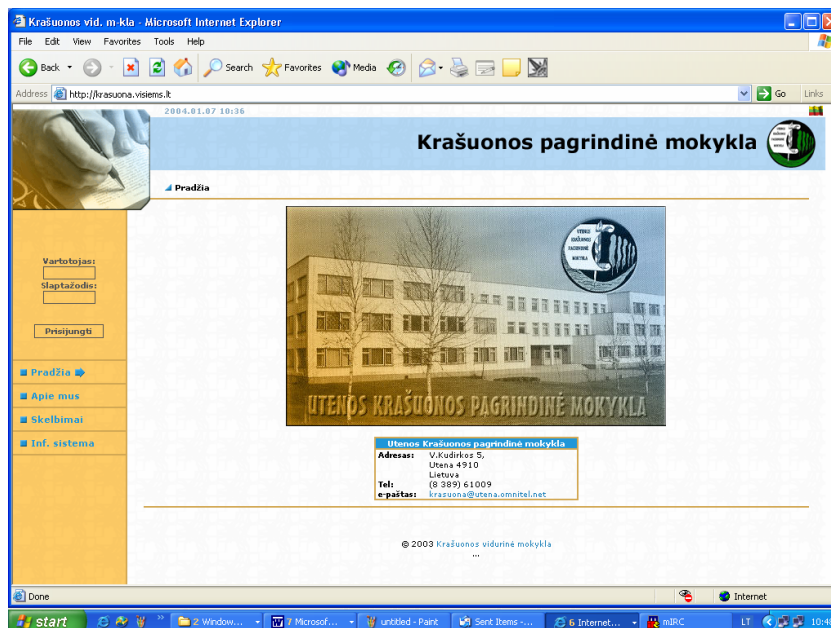 Krašuonos vid. m-kla - Microsoft Internet Explorer
File Edit View Favorites Tools Help
Back Search Favorites Media
Address http://krasuona.visiems.lt Go Links
2004.01.07 10:36
Krašuonos pagrindinė mokykla
Pradžia
Vartotojas:
Slaptažodis:
Prisijungti
Pradžia
Apie mus
Skelbimai
Inf. sistema
UTENOS KRAŠUONOS PAGRINDINĖ MOKYKLA
UTENOS KRAŠUONOS PAGRINDINĖ MOKYKLA
Utenos Krašuonos pagrindinė mokykla
Adresas: V.Kudirkos 5,
Utena 4910
Lietuva
Tel: (8 389) 61009
e-paštas: krasuona@utena.omnitel.net
© 2003 Krašuonos vidurinė mokykla
...
Done Internet
start 2 Window... 7 Microsof... untitled - Paint Sent Items -... 6 Internet... mIRC LT